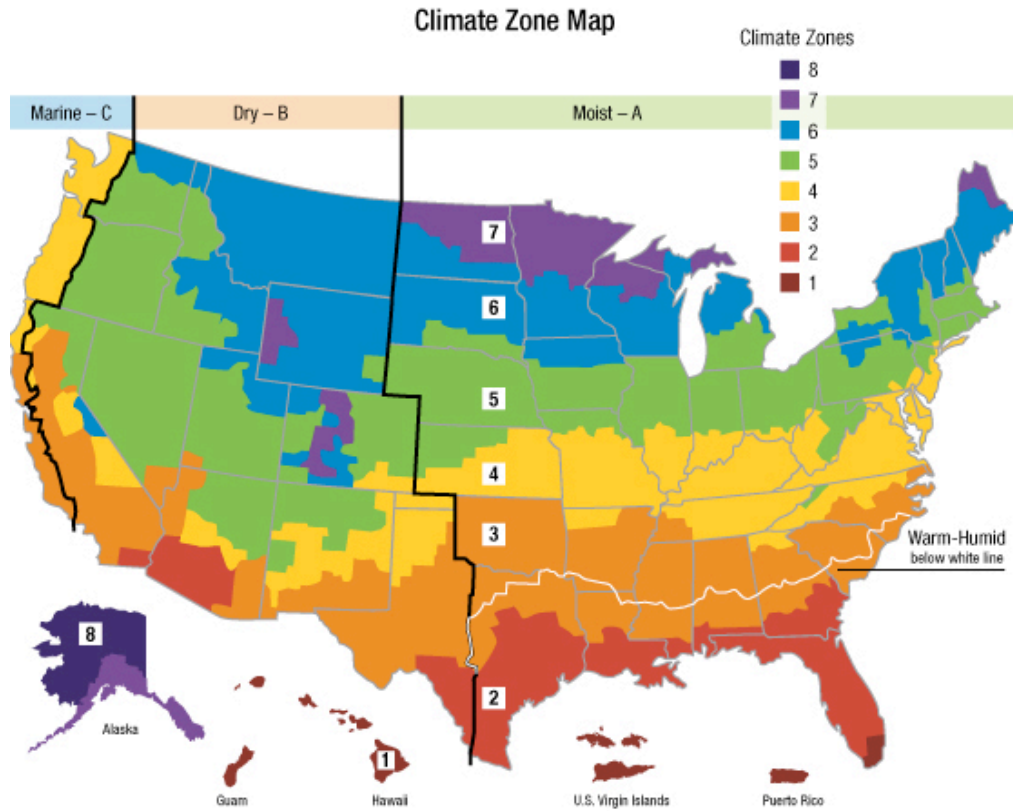 Climate Zone Map
Climate Zones
8
7
6
5
4
3
2
1
Marine – C
Dry – B
Moist – A
7
6
5
4
3
Warm-Humid
below white line
8
2
Alaska
1
Guam
Hawaii
U.S. Virgin Islands
Puerto Rico